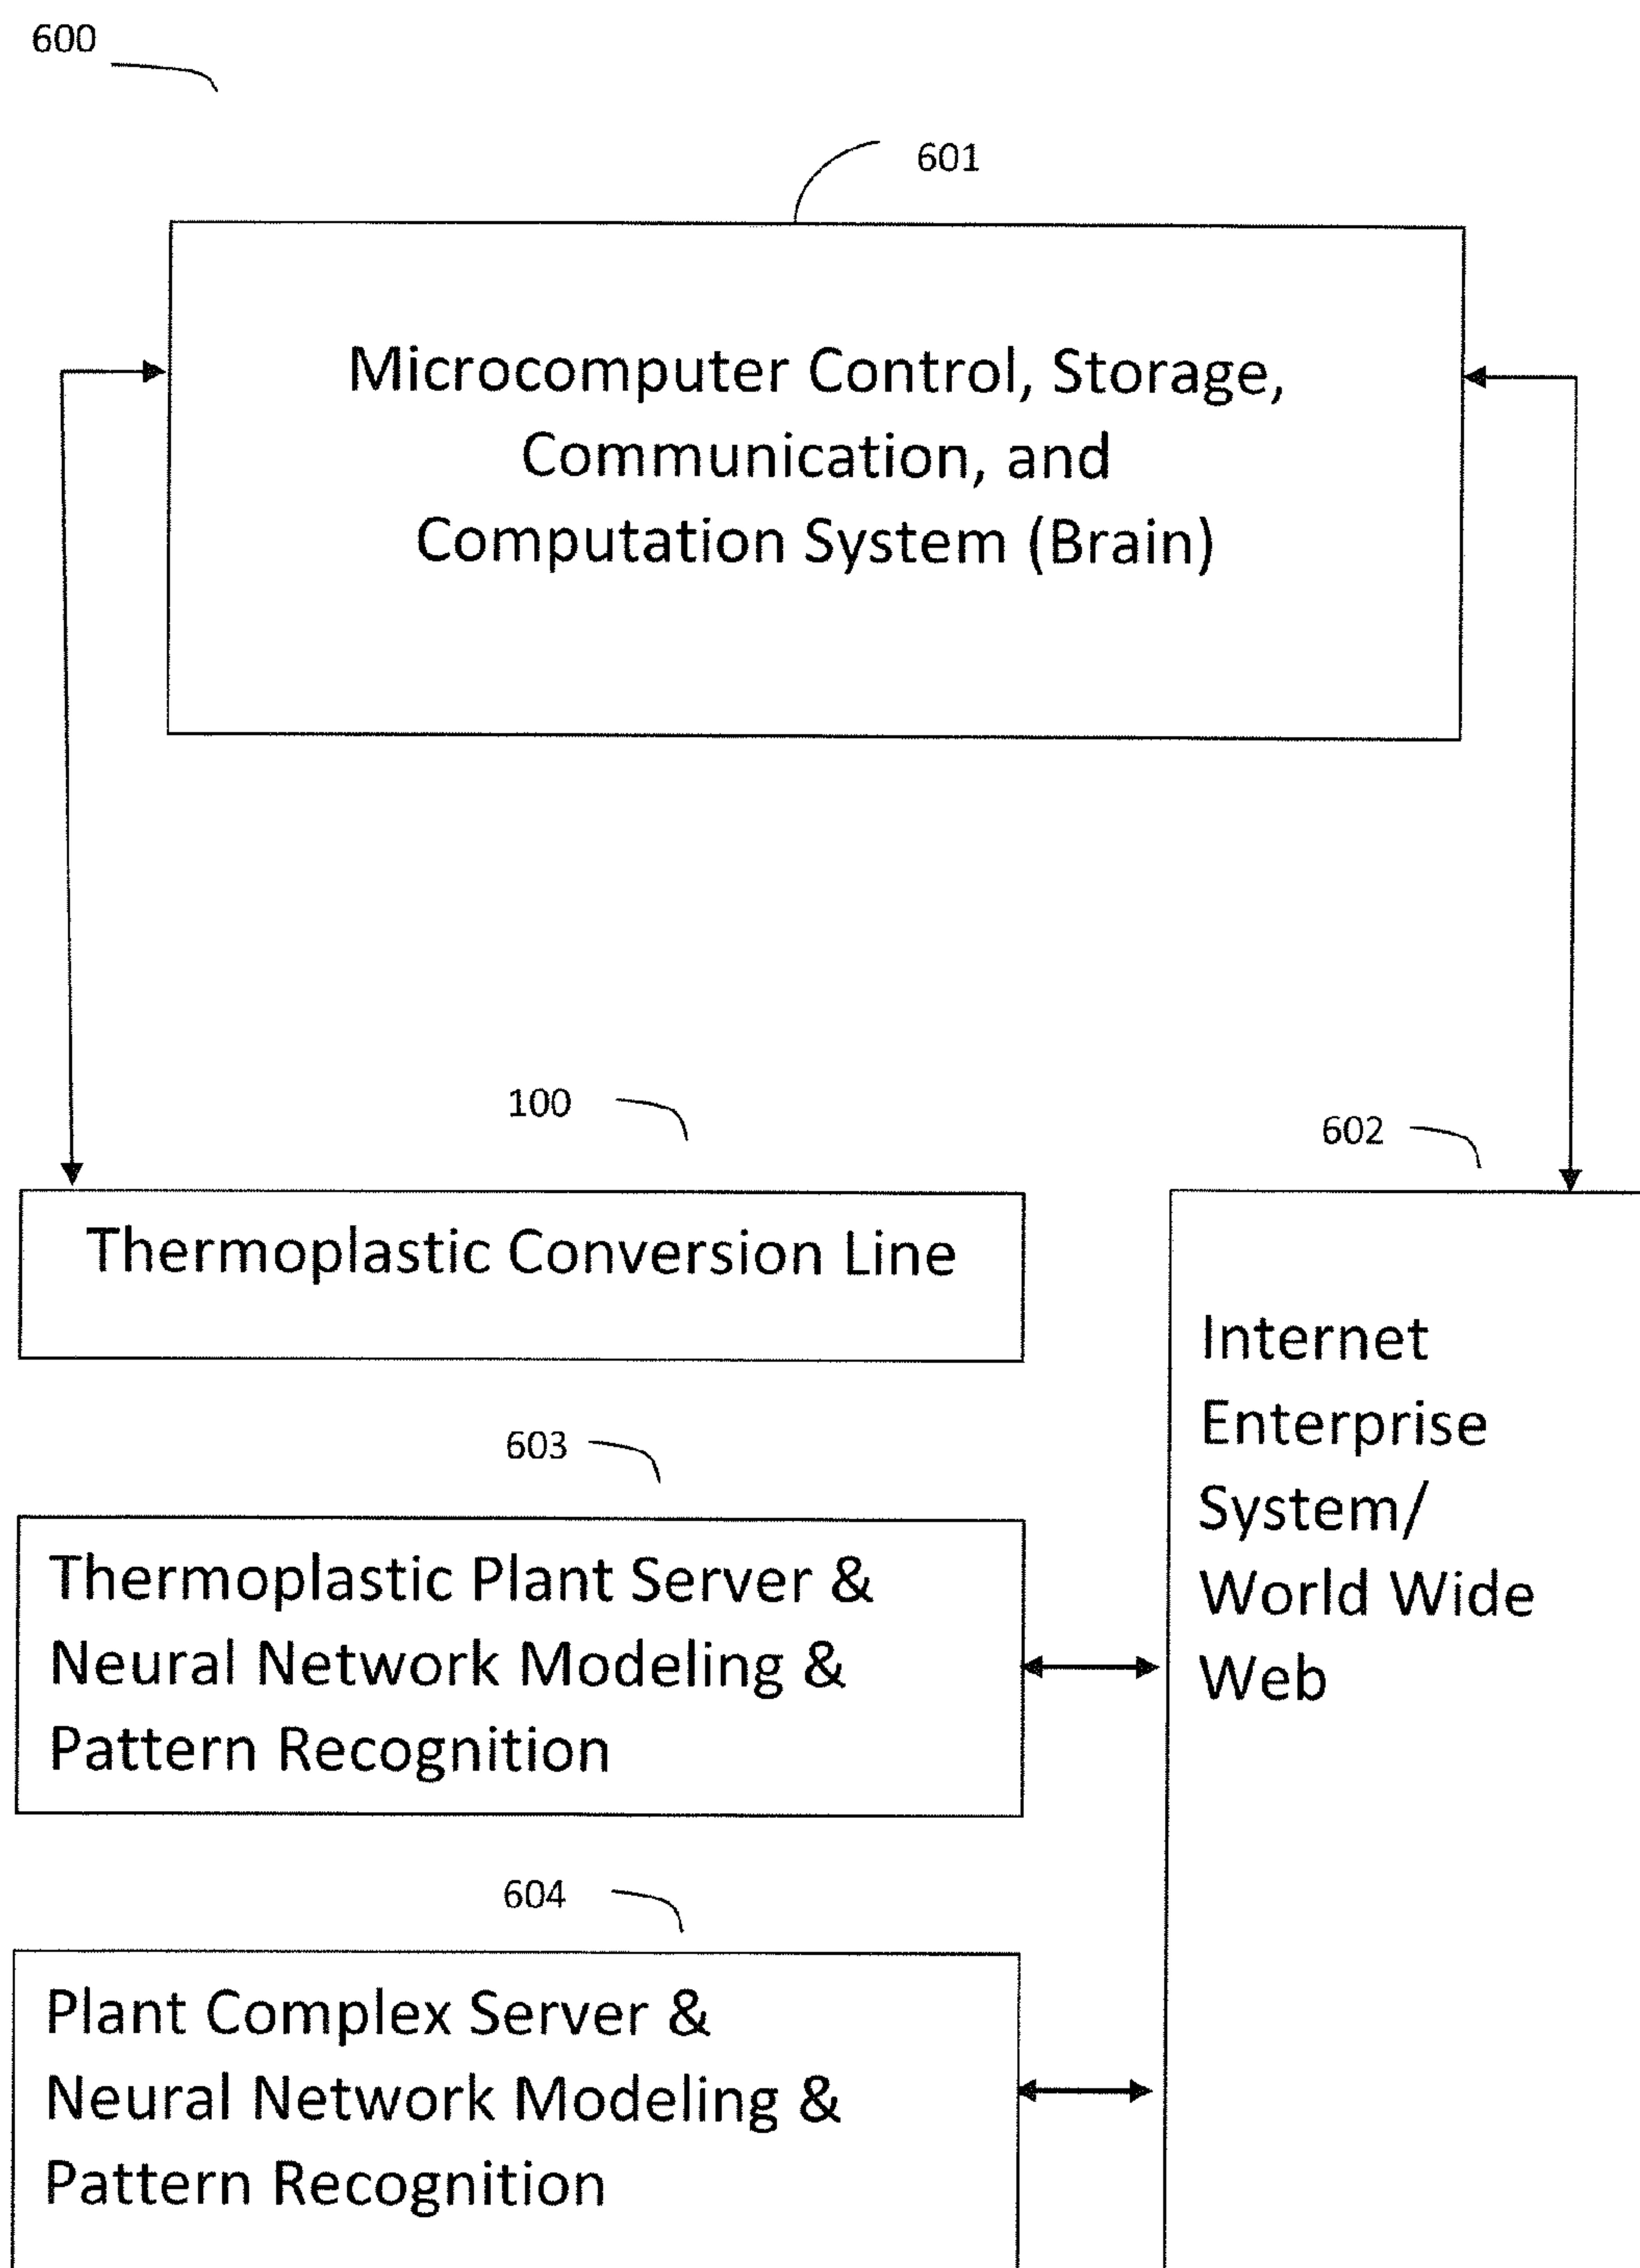 600
601
Microcomputer Control, Storage,
Communication, and
Computation System (Brain)
100
Thermoplastic Conversion Line
602
Internet
Enterprise
System/
World Wide
Web
603
Thermoplastic Plant Server &
Neural Network Modeling &
Pattern Recognition
604
Plant Complex Server &
Neural Network Modeling &
Pattern Recognition